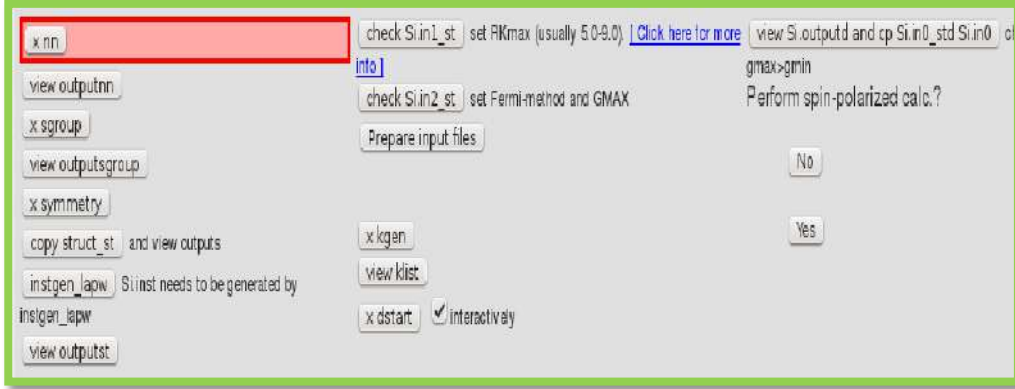 x nn
view outputnn
x sgroup
view outputsgroup
x symmetry
copy struct_st and view outputs
instgen_lapw Si.inst needs to be generated by
instgen_lapw
view outputst
check Si.in1_st set RKmax (usually 5.0-9.0) [ Click here for more
info ]
check Si.in2_st set Fermi-method and GMAX
Prepare input files
x kgen
view klist
x dstart interactively
view Si.outputd and cp Si.in0_std Si.in0
gmax>gmin
Perform spin-polarized calc.?
No
Yes